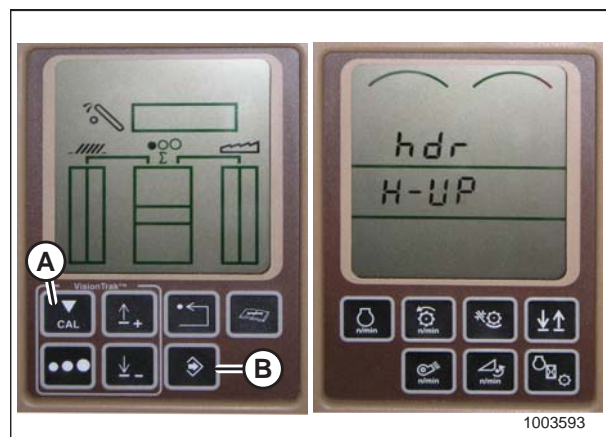 Σ
A
VisionTrak™
CAL
+
-
B
hdr
H-UP
n/min
n/min
n/min
n/min
1003593